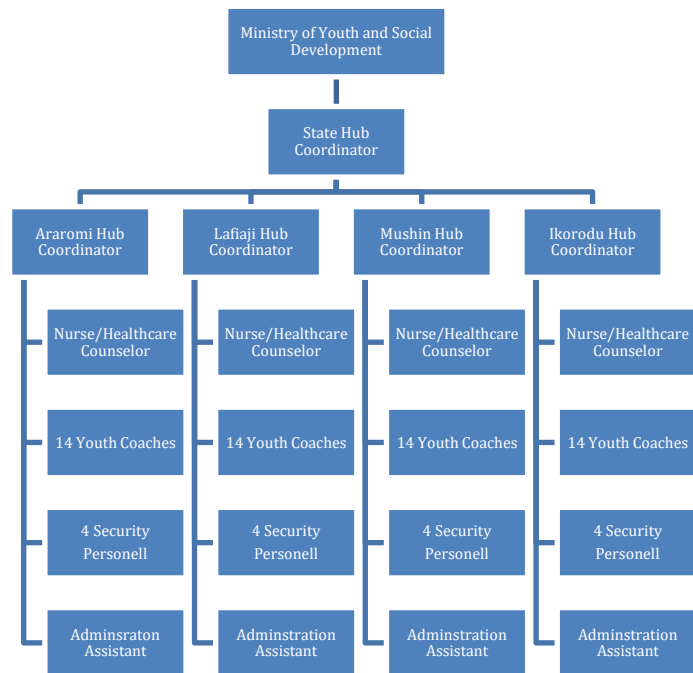 Ministry of Youth and Social
Development
State Hub
Coordinator
Araromi Hub
Coordinator
Nurse/Healthcare
Counselor
14 Youth Coaches
4 Security
Personell
Adminsraton
Assistant
Lafiaji Hub
Coordinator
Nurse/Healthcare
Counselor
14 Youth Coaches
4 Security
Personell
Adminstration
Assistant
Mushin Hub
Coordinator
Nurse/Healthcare
Counselor
14 Youth Coaches
4 Security
Personell
Adminstration
Assistant
Ikorodu Hub
Coordinator
Nurse/Healthcare
Counselor
14 Youth Coaches
4 Security
Personell
Adminstration
Assistant